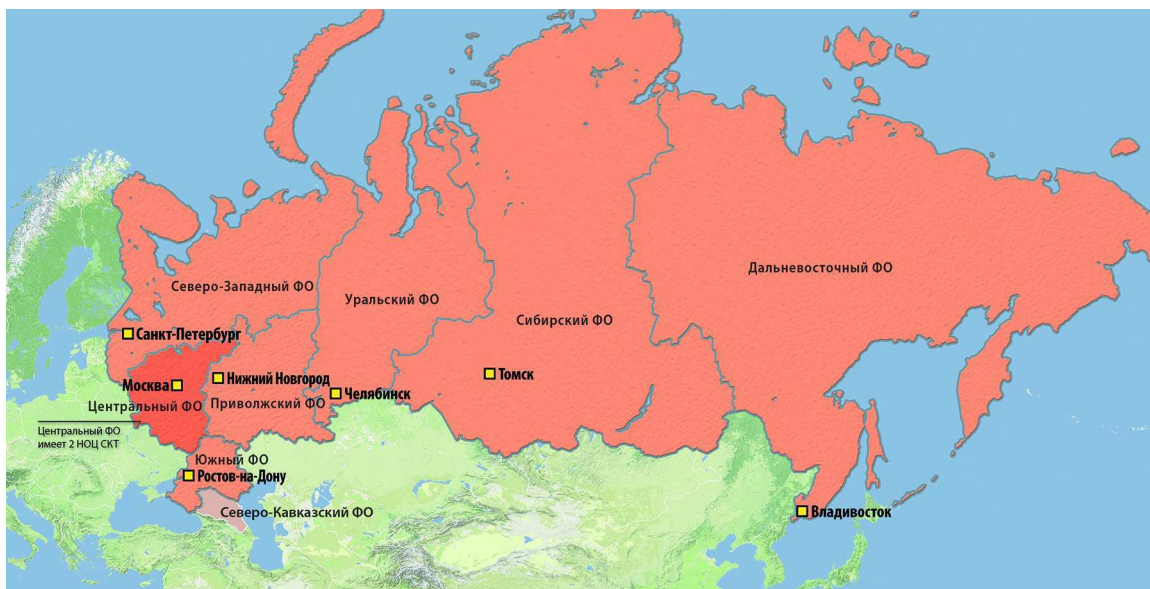 Дальневосточный ФО
Северо-Западный ФО
Уральский ФО
Сибирский ФО
Санкт-Петербург
Томск
Нижний Новгород
Москва
Челябинск
Центральный ФО
Приволжский ФО
Центральный ФО
имеет 2 НОЦ СКТ
Южный ФО
Ростов-на-Дону
Северо-Кавказский ФО
Владивосток